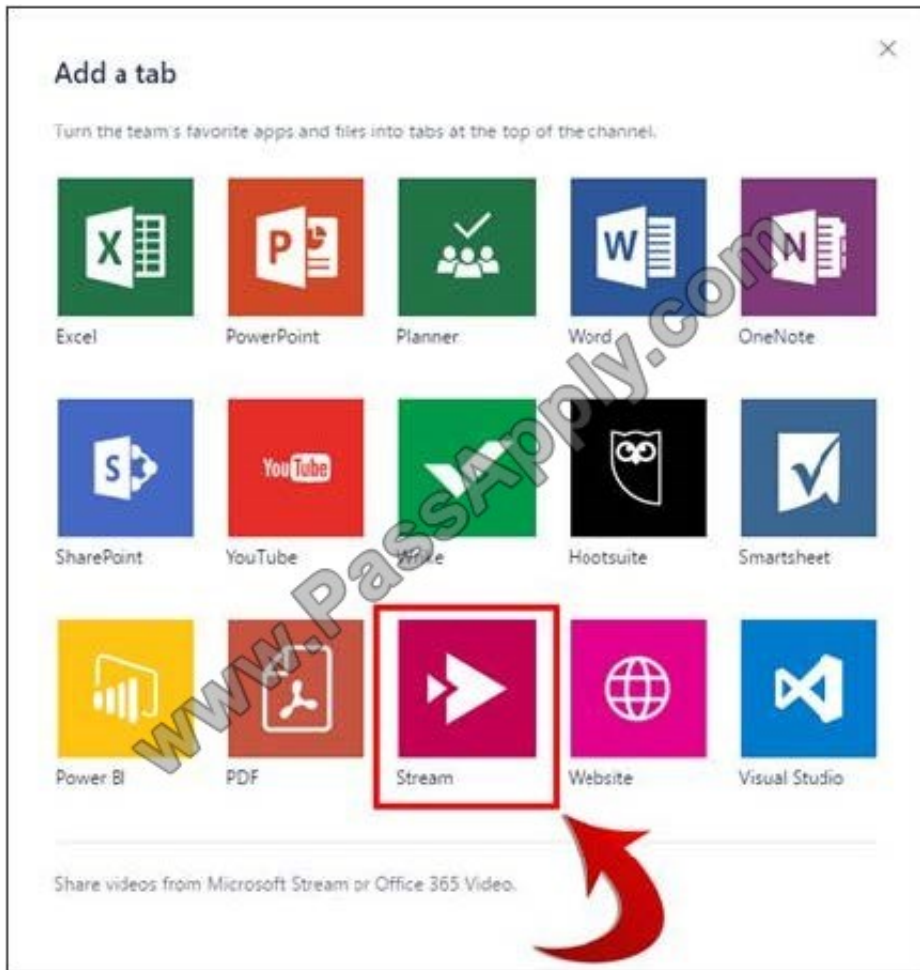 Add a tab
Turn the team's favorite apps and files into tabs at the top of the channel.
X P W N
Excel PowerPoint Planner Word OneNote
S YouTube
SharePoint YouTube Wrike Hootsuite Smartsheet
Power BI PDF Stream Website Visual Studio
Share videos from Microsoft Stream or Office 365 Video.
www.PassApply.com